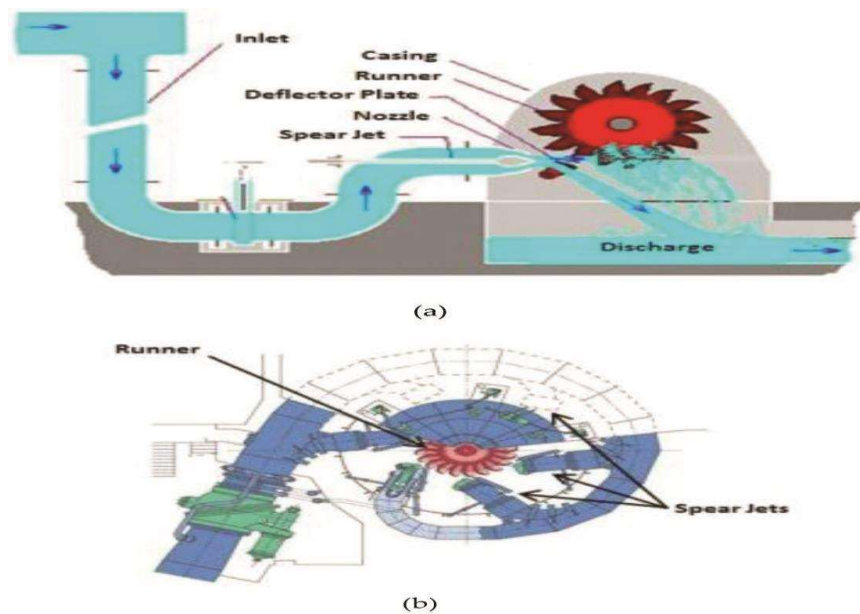 Inlet
Casing
Runner
Deflector Plate
Nozzle
Spear Jet
Discharge
(a)
Runner
Spear Jets
(b)